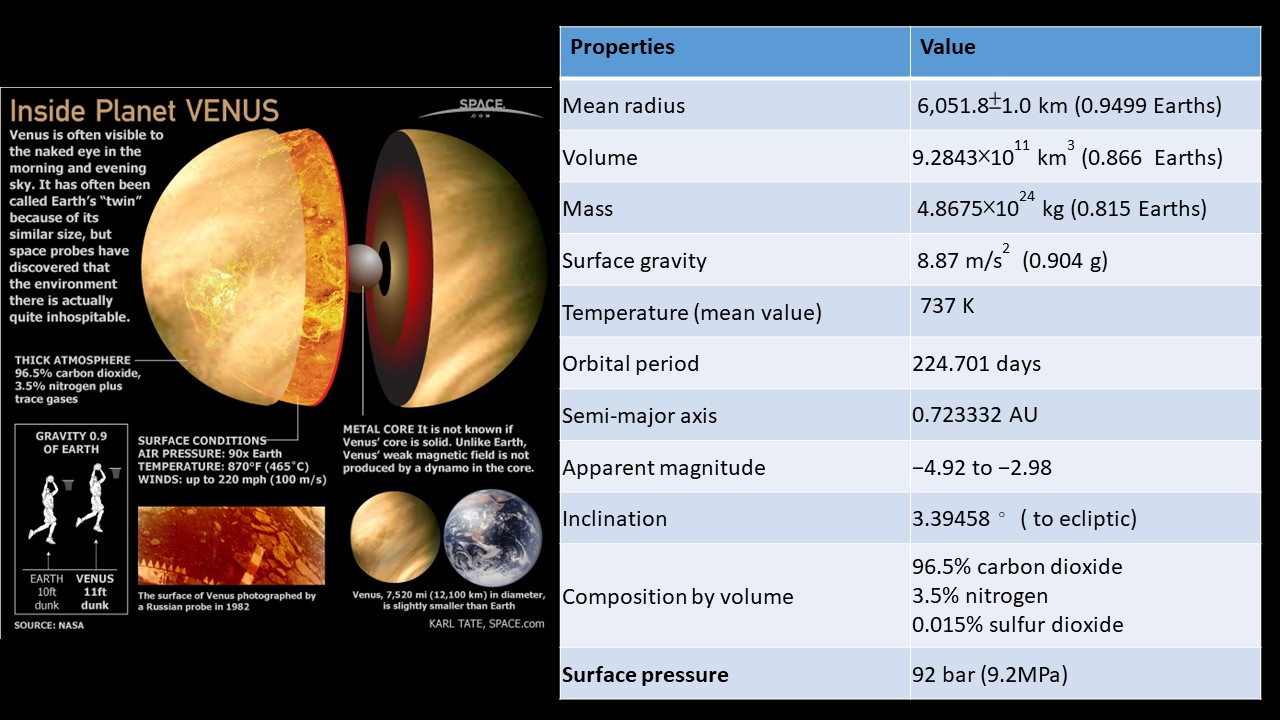 Inside Planet VENUS
SPACE
.COM
Venus is often visible to
the naked eye in the
morning and evening
sky. It has often been
called Earth's “twin”
because of its
similar size, but
space probes have
discovered that
the environment
there is actually
quite inhospitable.
THICK ATMOSPHERE
96.5% carbon dioxide,
3.5% nitrogen plus
trace gases
GRAVITY 0.9
OF EARTH
EARTH
10ft
dunk
VENUS
11ft
dunk
SOURCE: NASA
SURFACE CONDITIONS
AIR PRESSURE: 90x Earth
TEMPERATURE: 870°F (465˚C)
WINDS: up to 220 mph (100 m/s)
The surface of Venus photographed by
a Russian probe in 1982
METAL CORE It is not known if
Venus' core is solid. Unlike Earth,
Venus' weak magnetic field is not
produced by a dynamo in the core.
Venus, 7,520 mi (12,100 km) in diameter,
is slightly smaller than Earth
KARL TATE, SPACE.com
Properties Value
Mean radius 6,051.8±1.0 km (0.9499 Earths)
Volume 9.2843×10¹¹ km³ (0.866 Earths)
Mass 4.8675×10²⁴ kg (0.815 Earths)
Surface gravity 8.87 m/s² (0.904 g)
Temperature (mean value) 737 K
Orbital period 224.701 days
Semi-major axis 0.723332 AU
Apparent magnitude −4.92 to −2.98
Inclination 3.39458 ° ( to ecliptic)
Composition by volume
96.5% carbon dioxide
3.5% nitrogen
0.015% sulfur dioxide
Surface pressure 92 bar (9.2MPa)